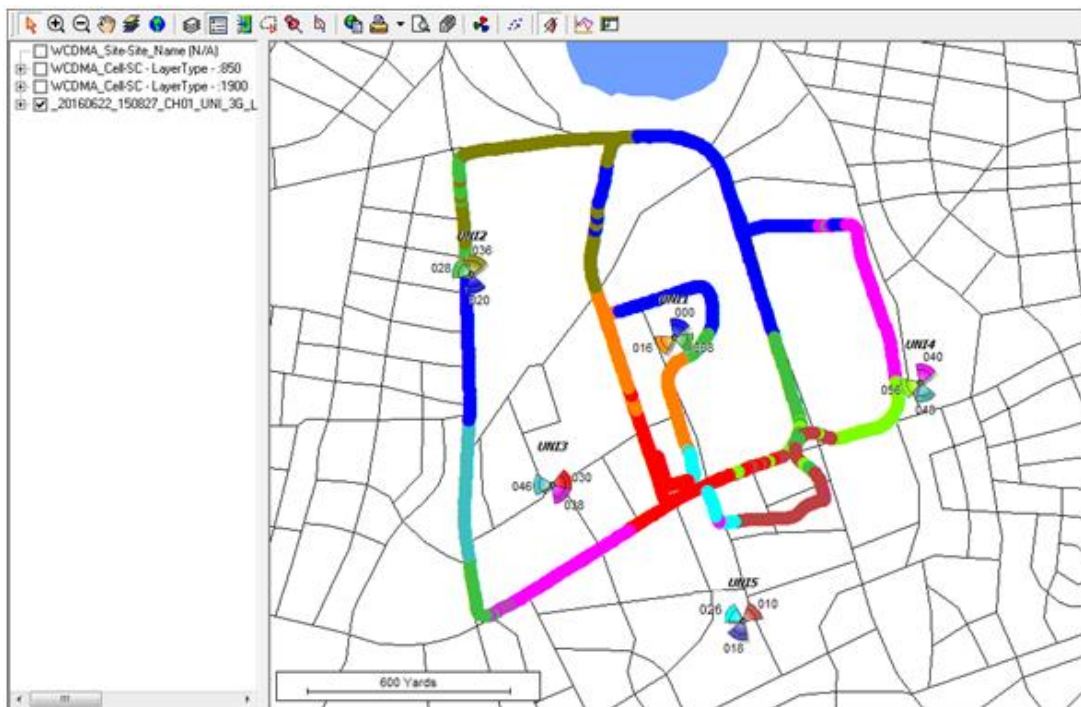 WCDMA_Site-Site_Name (N/A)
WCDMA_Cell-SC - LayerType - :850
WCDMA_Cell-SC - LayerType - :1900
_20160622_150827_CH01_UNI_3G_L
UNI2
036
028
020
UNI1
000
016
UNI4
040
056
048
UNI3
046
030
038
UNI5
026
010
018
600 Yards